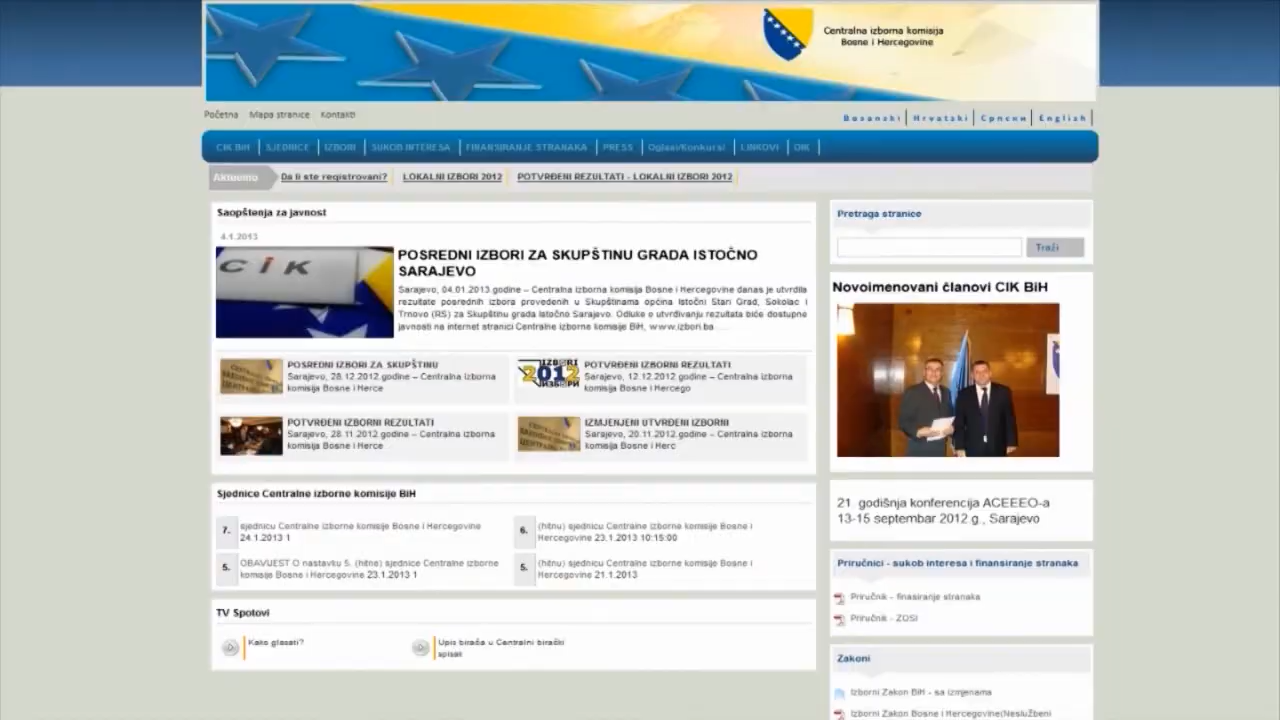 Centralna izborna komisija
Bosne i Hercegovine
Početna Mapa stranice Kontakti
Bosanski Hrvatski Српски English
CIK BiH SJEDNICE IZBORI SUKOB INTERESA FINANSIRANJE STRANAKA PRESS Oglasi/Konkursi LINKOVI OIK
Aktuelno Da li ste registrovani? LOKALNI IZBORI 2012 POTVRĐENI REZULTATI - LOKALNI IZBORI 2012
Saopštenja za javnost
4.1.2013
CIK
POSREDNI IZBORI ZA SKUPŠTINU GRADA ISTOČNO
SARAJEVO
Sarajevo, 04.01.2013.godine – Centralna izborna komisija Bosne i Hercegovine danas je utvrdila
rezultate posrednih izbora provedenih u Skupštinama općina Istočni Stari Grad, Sokolac i
Trnovo (RS) za Skupštinu grada Istočno Sarajevo. Odluke o utvrđivanju rezultata biće dostupne
javnosti na internet stranici Centralne izborne komisije BiH, www.izbori.ba
POSREDNI IZBORI ZA SKUPŠTINU
Sarajevo, 28.12.2012.godine – Centralna izborna
komisija Bosne i Herce
IZBORI
2012
ИЗБОРИ
POTVRĐENI IZBORNI REZULTATI
Sarajevo, 12.12.2012.godine – Centralna izborna
komisija Bosne i Hercego
POTVRĐENI IZBORNI REZULTATI
Sarajevo, 28.11.2012.godine – Centralna izborna
komisija Bosne i Herce
IZMJENJENI UTVRĐENI IZBORNI
Sarajevo, 20.11.2012.godine – Centralna izborna
komisija Bosne i Herc
Sjednice Centralne izborne komisije BiH
7. sjednicu Centralne izborne komisije Bosne i Hercegovine
24.1.2013 1
6. (hitnu) sjednicu Centralne izborne komisije Bosne i
Hercegovine 23.1.2013 10:15:00
5. OBAVIJEST O nastavku 5. (hitne) sjednice Centralne izborne
komisija Bosne i Hercegovine 23.1.2013 1
5. (hitnu) sjednicu Centralne izborne komisije Bosne i
Hercegovine 21.1.2013
TV Spotovi
Kako glasati?
Upis birača u Centralni birački
spisak
Pretraga stranice
Traži
Novoimenovani članovi CIK BiH
21 godišnja konferencija ACEEEO-a
13-15 septembar 2012 g., Sarajevo
Priručnici - sukob interesa i finansiranje stranaka
Priručnik - finasiranje stranaka
Priručnik - ZOSI
Zakoni
Izborni Zakon BiH - sa izmjenama
Izborni Zakon Bosne i Hercegovine(Neslužbeni